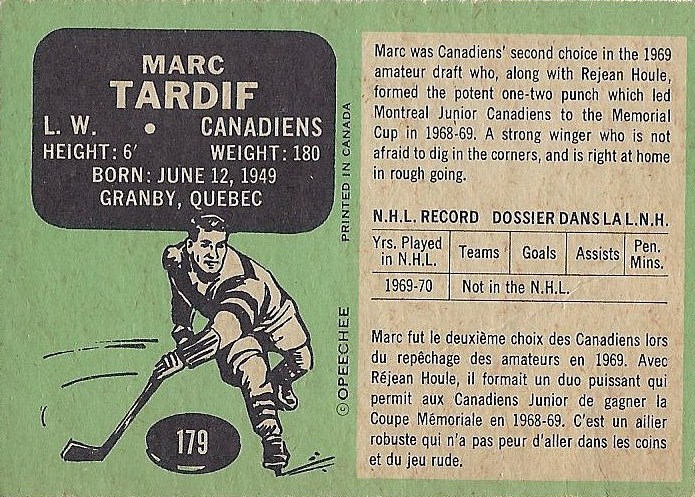 MARC
TARDIF
L. W. • CANADIENS
HEIGHT: 6' WEIGHT: 180
BORN: JUNE 12, 1949
GRANBY, QUEBEC
179
PRINTED IN CANADA
© OPEECHEE
Marc was Canadiens' second choice in the 1969
amateur draft who, along with Rejean Houle,
formed the potent one-two punch which led
Montreal Junior Canadiens to the Memorial
Cup in 1968-69. A strong winger who is not
afraid to dig in the corners, and is right at home
in rough going.
N.H.L. RECORD DOSSIER DANS LA L.N.H.
Yrs. Played
in N.H.L. Teams Goals Assists Pen.
Mins.
1969-70 Not in the N.H.L.
Marc fut le deuxième choix des Canadiens lors
du repêchage des amateurs en 1969. Avec
Réjean Houle, il formait un duo puissant qui
permit aux Canadiens Junior de gagner la
Coupe Mémoriale en 1968-69. C'est un ailier
robuste qui n'a pas peur d'aller dans les coins
et du jeu rude.